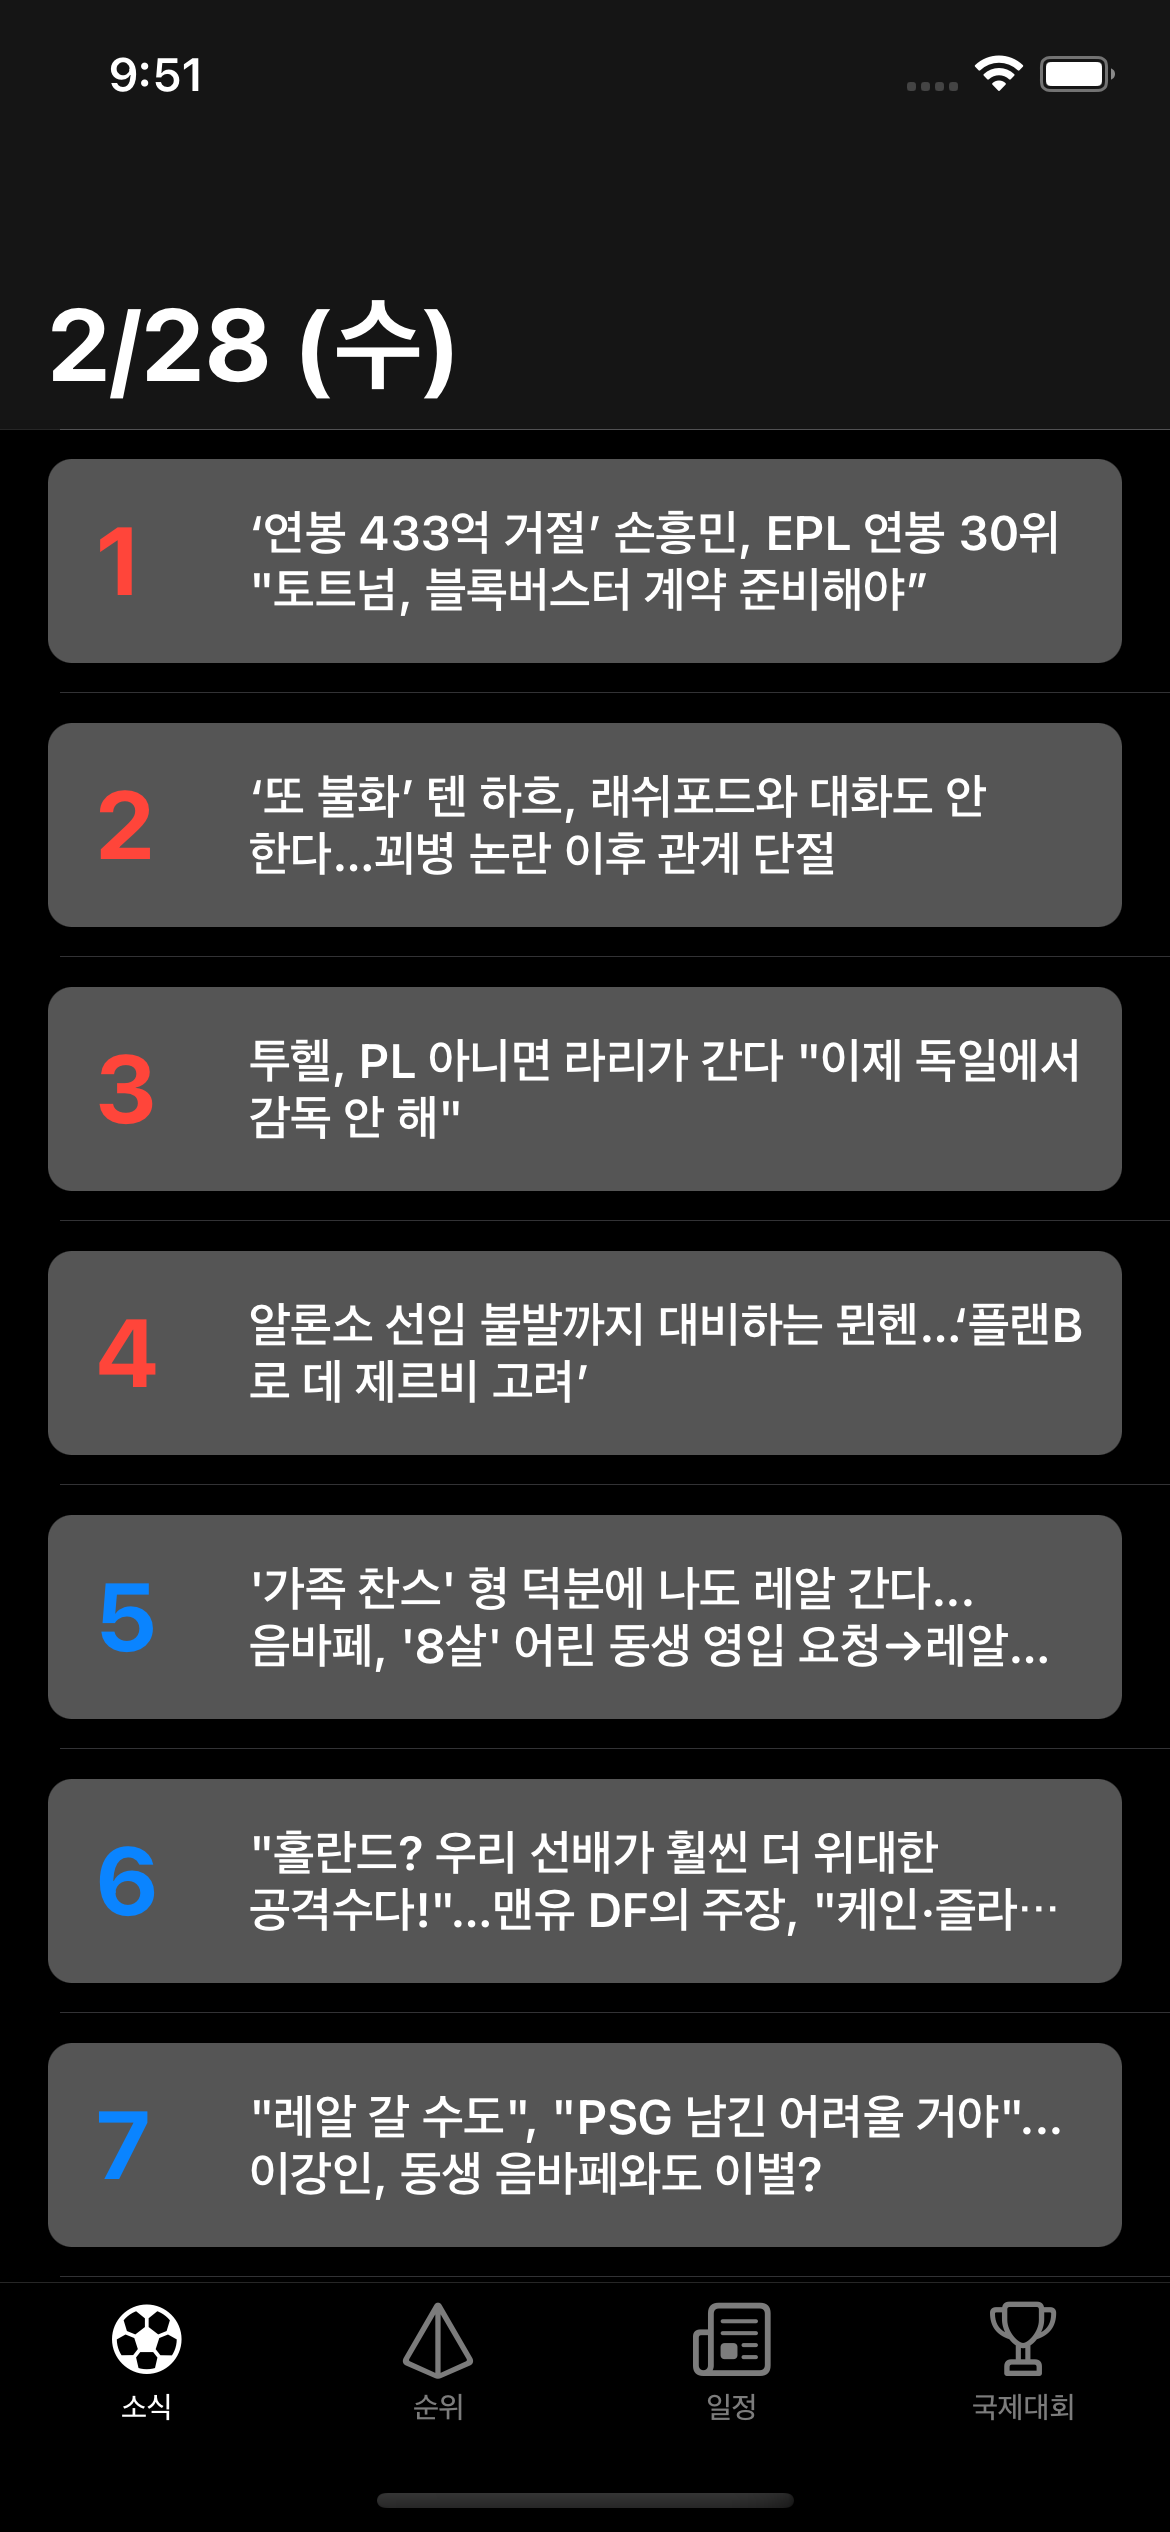 9:51
2/28 (수)
1
‘연봉 433억 거절’ 손흥민, EPL 연봉 30위
"토트넘, 블록버스터 계약 준비해야”
2
‘또 불화’ 텐 하흐, 래쉬포드와 대화도 안
한다...꾀병 논란 이후 관계 단절
3
투헬, PL 아니면 라리가 간다 "이제 독일에서
감독 안 해"
4
알론소 선임 불발까지 대비하는 뮌헨...‘플랜B
로 데 제르비 고려’
5
'가족 찬스' 형 덕분에 나도 레알 간다...
음바페, '8살' 어린 동생 영입 요청→레알...
6
"홀란드? 우리 선배가 훨씬 더 위대한
공격수다!"...맨유 DF의 주장, "케인·즐라…
7
"레알 갈 수도", "PSG 남긴 어려울 거야"...
이강인, 동생 음바페와도 이별?
소식
순위
일정
국제대회